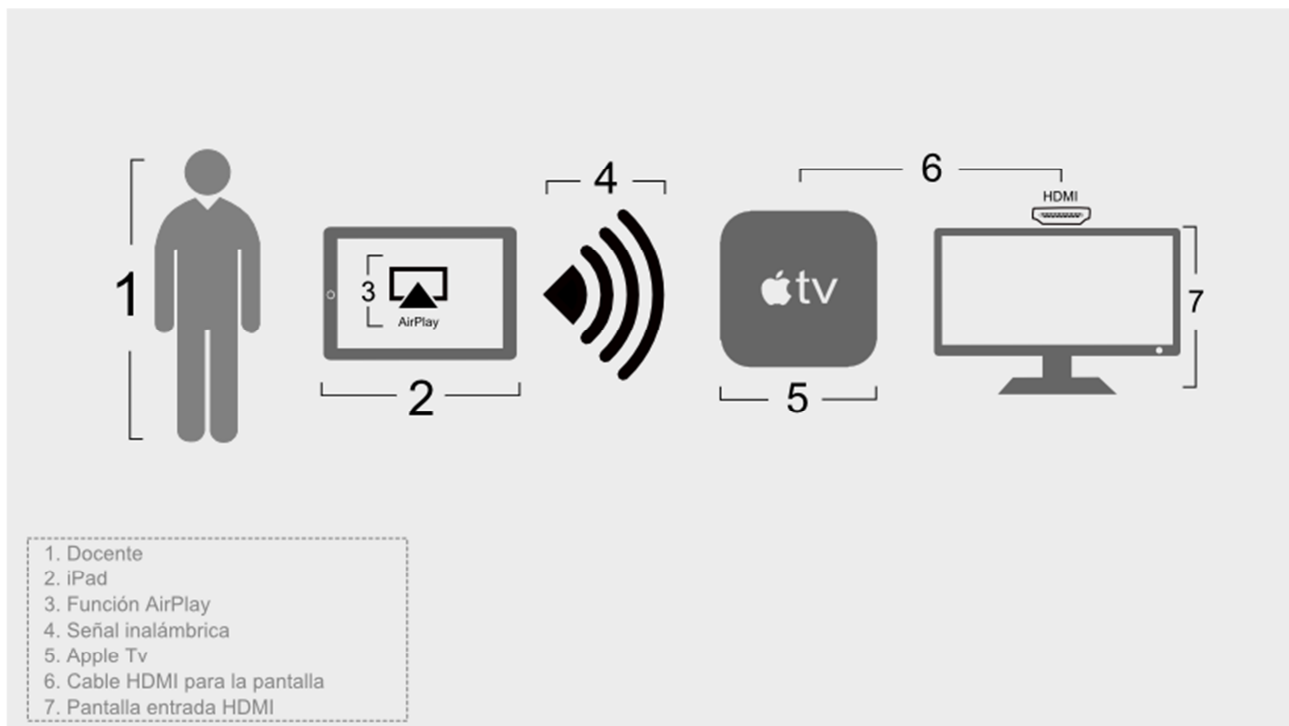 1
2
3
AirPlay
4
tv
5
6
HDMI
7
1. Docente
2. iPad
3. Función AirPlay
4. Señal inalámbrica
5. Apple Tv
6. Cable HDMI para la pantalla
7. Pantalla entrada HDMI